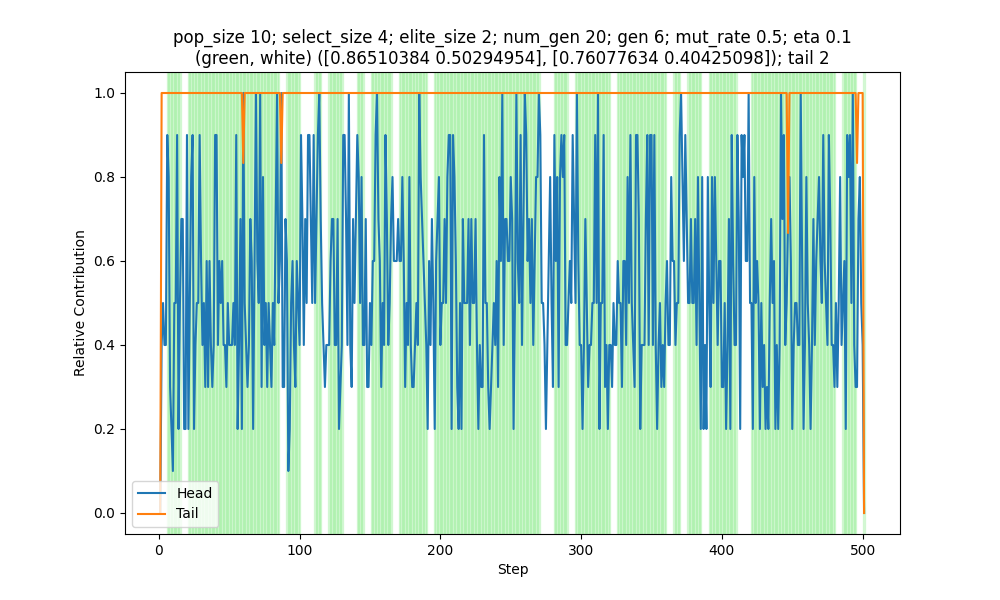 pop_size 10; select_size 4; elite_size 2; num_gen 20; gen 6; mut_rate 0.5; eta 0.1
(green, white) ([0.86510384 0.50294954], [0.76077634 0.40425098]); tail 2
Relative Contribution
1.0
0.8
0.6
0.4
0.2
0.0
Head
Tail
0
100
200
300
400
500
Step